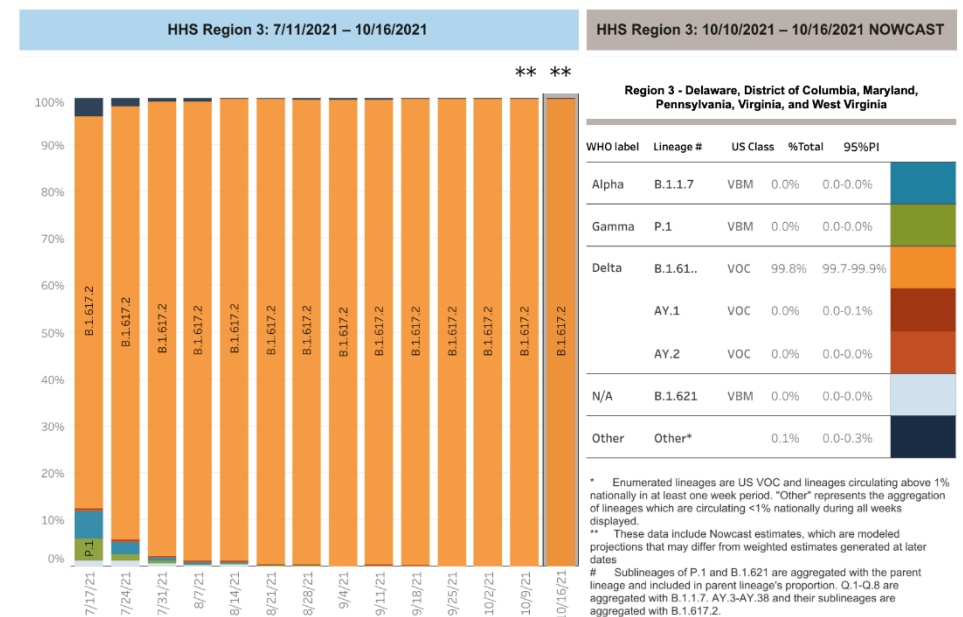 HHS Region 3: 7/11/2021 – 10/16/2021
HHS Region 3: 10/10/2021 – 10/16/2021 NOWCAST
** **
100%
90%
80%
70%
60%
50%
40%
30%
20%
10%
0%
B.1.617.2
P.1
B.1.617.2
B.1.617.2
B.1.617.2
B.1.617.2
B.1.617.2
B.1.617.2
B.1.617.2
B.1.617.2
B.1.617.2
B.1.617.2
B.1.617.2
B.1.617.2
B.1.617.2
7/17/21
7/24/21
7/31/21
8/7/21
8/14/21
8/21/21
8/28/21
9/4/21
9/11/21
9/18/21
9/25/21
10/2/21
10/9/21
10/16/21
Region 3 - Delaware, District of Columbia, Maryland,
Pennsylvania, Virginia, and West Virginia
WHO label Lineage # US Class %Total 95%PI
Alpha B.1.1.7 VBM 0.0% 0.0-0.0%
Gamma P.1 VBM 0.0% 0.0-0.0%
Delta B.1.61.. VOC 99.8% 99.7-99.9%
AY.1 VOC 0.0% 0.0-0.1%
AY.2 VOC 0.0% 0.0-0.0%
N/A B.1.621 VBM 0.0% 0.0-0.0%
Other Other* 0.1% 0.0-0.3%
* Enumerated lineages are US VOC and lineages circulating above 1%
nationally in at least one week period. "Other" represents the aggregation
of lineages which are circulating <1% nationally during all weeks
displayed.
** These data include Nowcast estimates, which are modeled
projections that may differ from weighted estimates generated at later
dates
# Sublineages of P.1 and B.1.621 are aggregated with the parent
lineage and included in parent lineage's proportion. Q.1-Q.8 are
aggregated with B.1.1.7. AY.3-AY.38 and their sublineages are
aggregated with B.1.617.2.